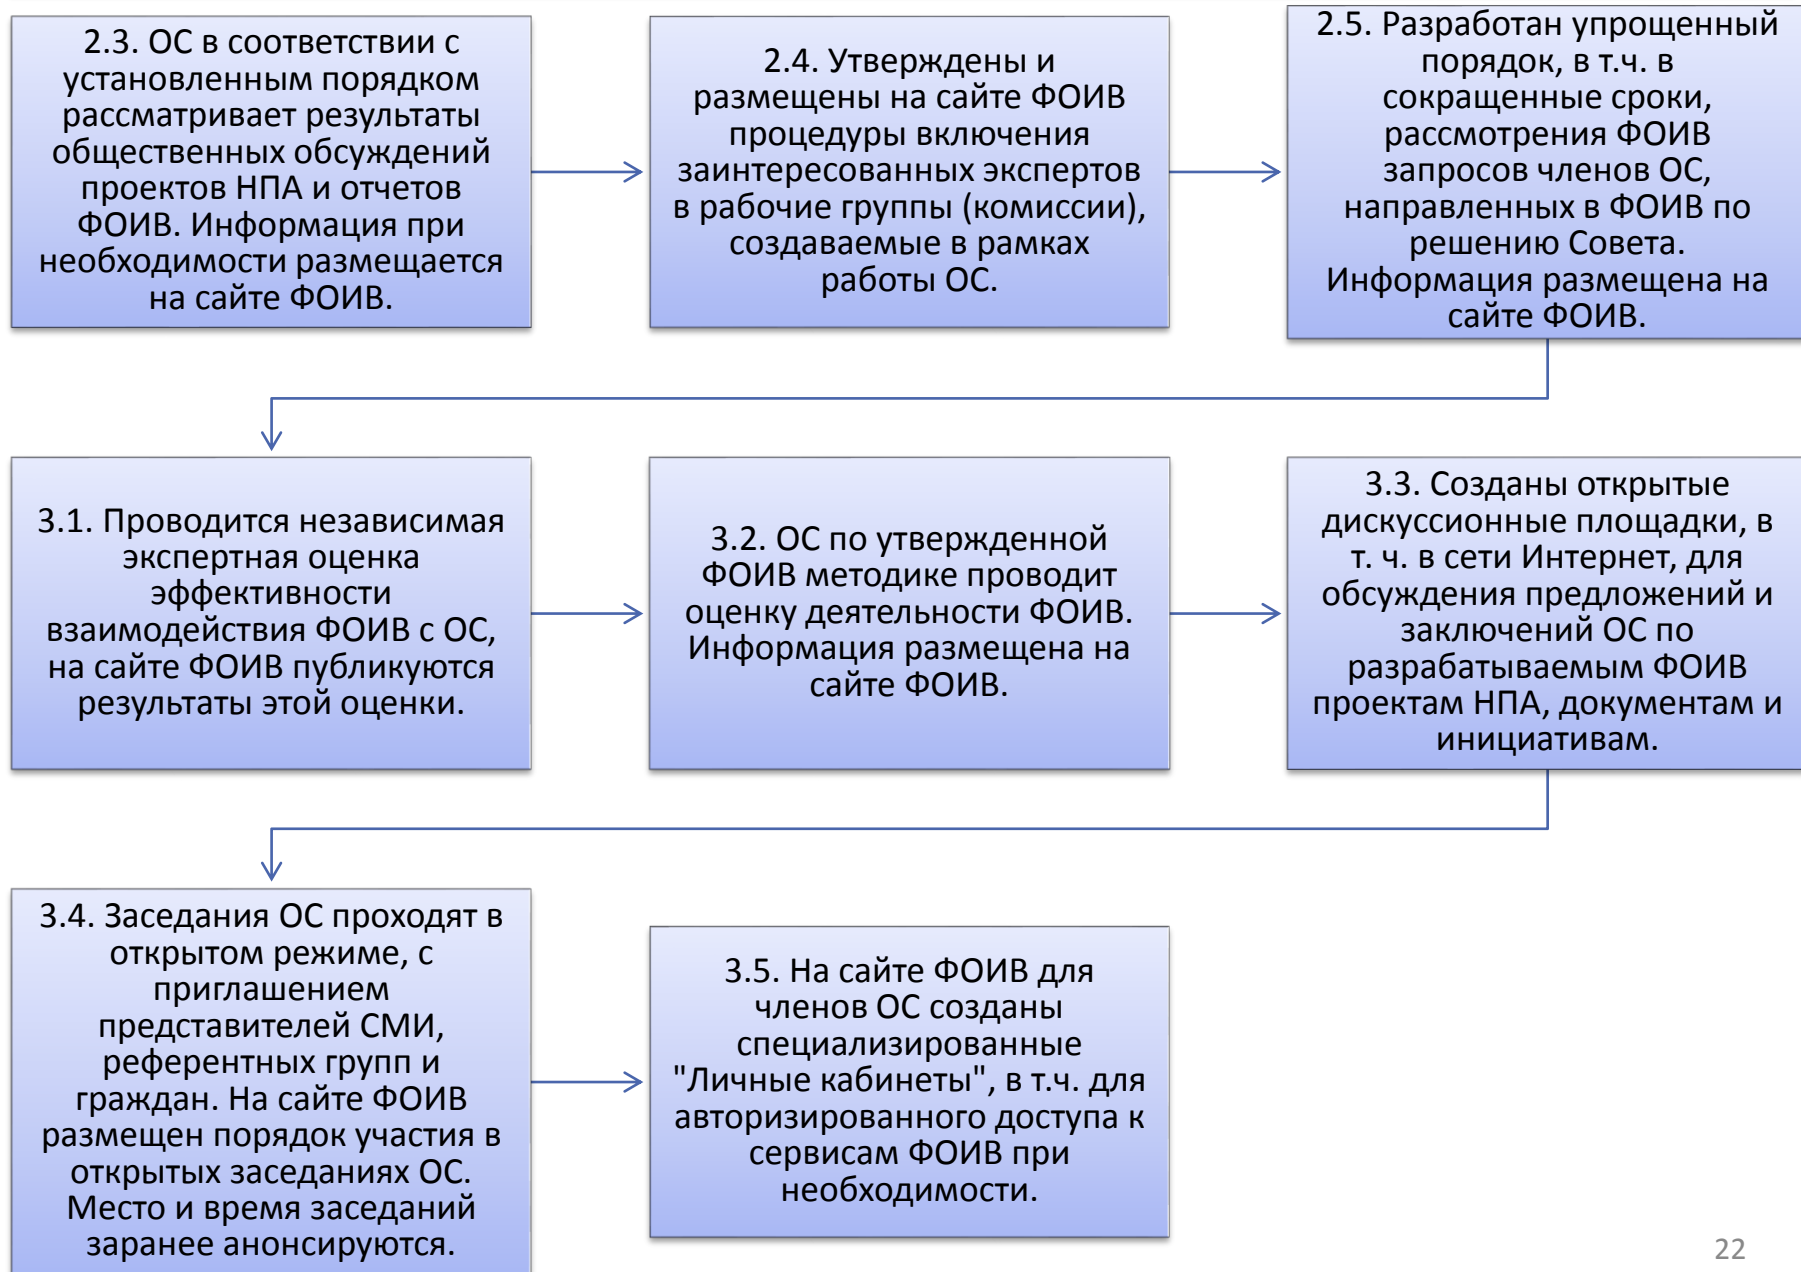 2.3. ОС в соответствии с
установленным порядком
рассматривает результаты
общественных обсуждений
проектов НПА и отчетов
ФОИВ. Информация при
необходимости размещается
на сайте ФОИВ.
2.4. Утверждены и
размещены на сайте ФОИВ
процедуры включения
заинтересованных экспертов
в рабочие группы (комиссии),
создаваемые в рамках
работы ОС.
2.5. Разработан упрощенный
порядок, в т.ч. в
сокращенные сроки,
рассмотрения ФОИВ
запросов членов ОС,
направленных в ФОИВ по
решению Совета.
Информация размещена на
сайте ФОИВ.
3.1. Проводится независимая
экспертная оценка
эффективности
взаимодействия ФОИВ с ОС,
на сайте ФОИВ публикуются
результаты этой оценки.
3.2. ОС по утвержденной
ФОИВ методике проводит
оценку деятельности ФОИВ.
Информация размещена на
сайте ФОИВ.
3.3. Созданы открытые
дискуссионные площадки, в
т. ч. в сети Интернет, для
обсуждения предложений и
заключений ОС по
разрабатываемым ФОИВ
проектам НПА, документам и
инициативам.
3.4. Заседания ОС проходят в
открытом режиме, с
приглашением
представителей СМИ,
референтных групп и
граждан. На сайте ФОИВ
размещен порядок участия в
открытых заседаниях ОС.
Место и время заседаний
заранее анонсируются.
3.5. На сайте ФОИВ для
членов ОС созданы
специализированные
"Личные кабинеты", в т.ч. для
авторизированного доступа к
сервисам ФОИВ при
необходимости.
22